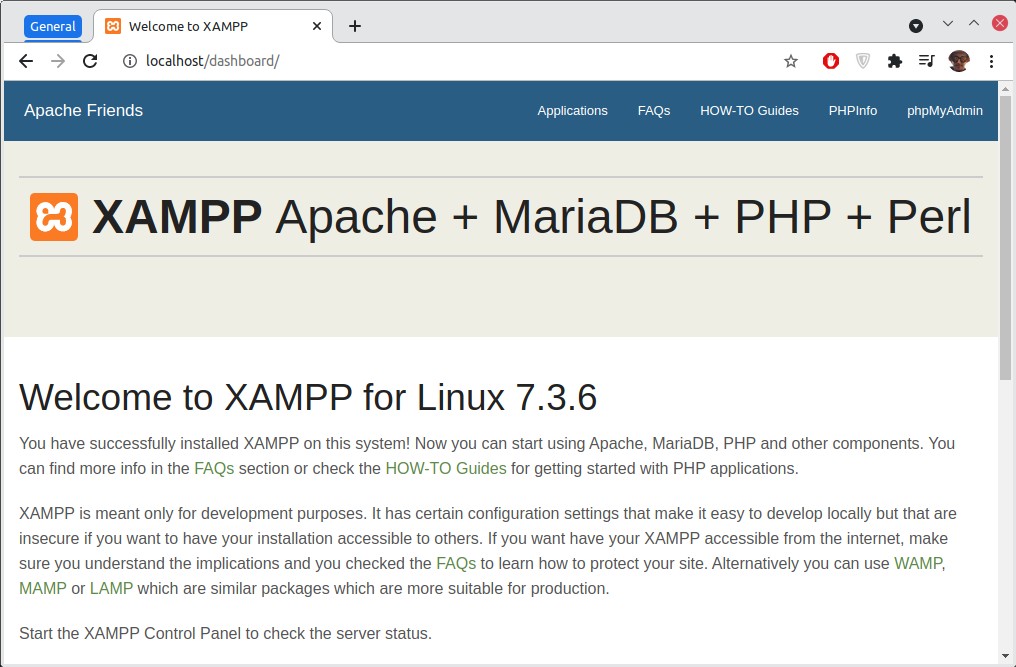 General
Welcome to XAMPP
localhost/dashboard/
Apache Friends
Applications
FAQs
HOW-TO Guides
PHPInfo
phpMyAdmin
XAMPP Apache + MariaDB + PHP + Perl
Welcome to XAMPP for Linux 7.3.6
You have successfully installed XAMPP on this system! Now you can start using Apache, MariaDB, PHP and other components. You
can find more info in the FAQs section or check the HOW-TO Guides for getting started with PHP applications.
XAMPP is meant only for development purposes. It has certain configuration settings that make it easy to develop locally but that are
insecure if you want to have your installation accessible to others. If you want have your XAMPP accessible from the internet, make
sure you understand the implications and you checked the FAQs to learn how to protect your site. Alternatively you can use WAMP,
MAMP or LAMP which are similar packages which are more suitable for production.
Start the XAMPP Control Panel to check the server status.